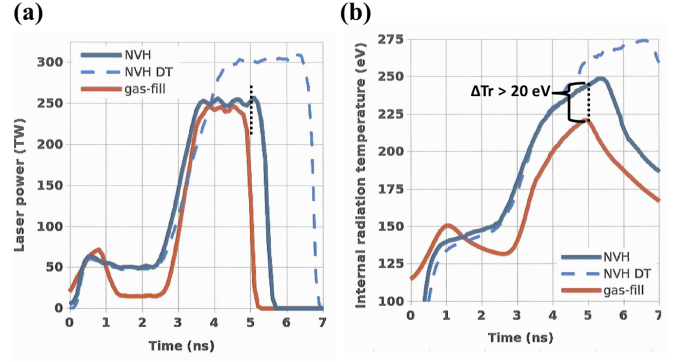 (a)
NVH
NVH DT
gas-fill
Laser power (TW)
300
250
200
150
100
50
0
0 1 2 3 4 5 6 7
Time (ns)
(b)
Internal radiation temperature (eV)
275
250
225
200
175
150
125
100
ΔTr > 20 eV
NVH
NVH DT
gas-fill
0 1 2 3 4 5 6 7
Time (ns)